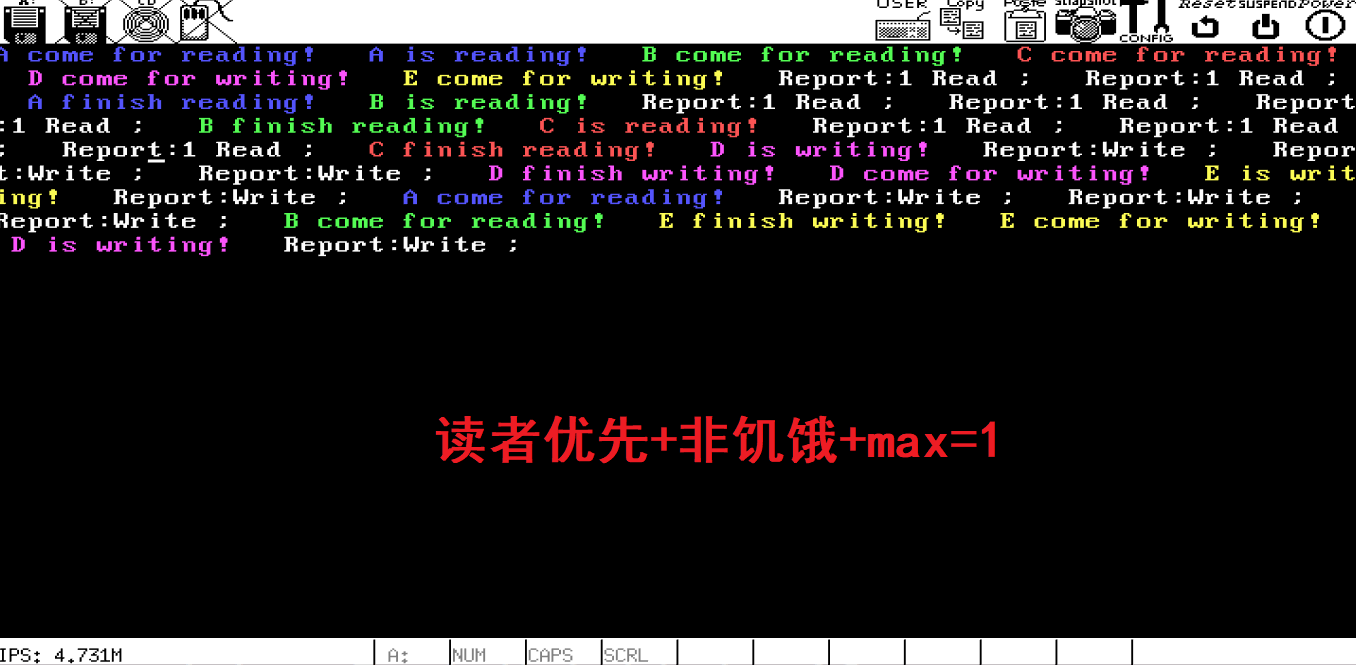 A: B: CD USER Copy Paste snapshot CONFIG Reset SUSPEND Power
A come for reading! A is reading! B come for reading! C come for reading!
D come for writing! E come for writing! Report:1 Read ; Report:1 Read ;
A finish reading! B is reading! Report:1 Read ; Report:1 Read ; Report
:1 Read ; B finish reading! C is reading! Report:1 Read ; Report:1 Read
; Report:1 Read ; C finish reading! D is writing! Report:Write ; Repor
t:Write ; Report:Write ; D finish writing! D come for writing! E is writ
ing! Report:Write ; A come for reading! Report:Write ; Report:Write ;
Report:Write ; B come for reading! E finish writing! E come for writing!
D is writing! Report:Write ;
读者优先+非饥饿+max=1
IPS: 4.731M A: NUM CAPS SCRL